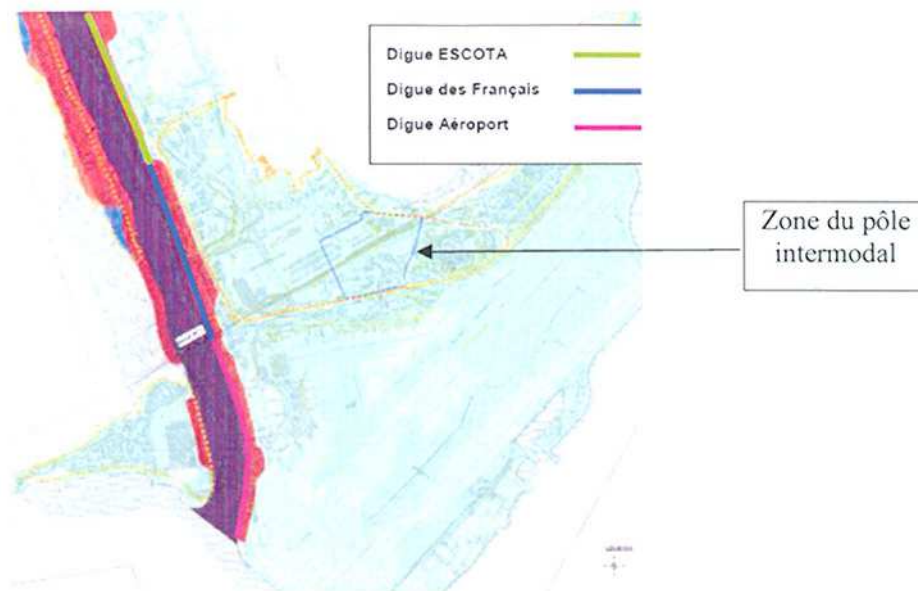 Digue ESCOTA
Digue des Français
Digue Aéroport
Zone du pôle
intermodal